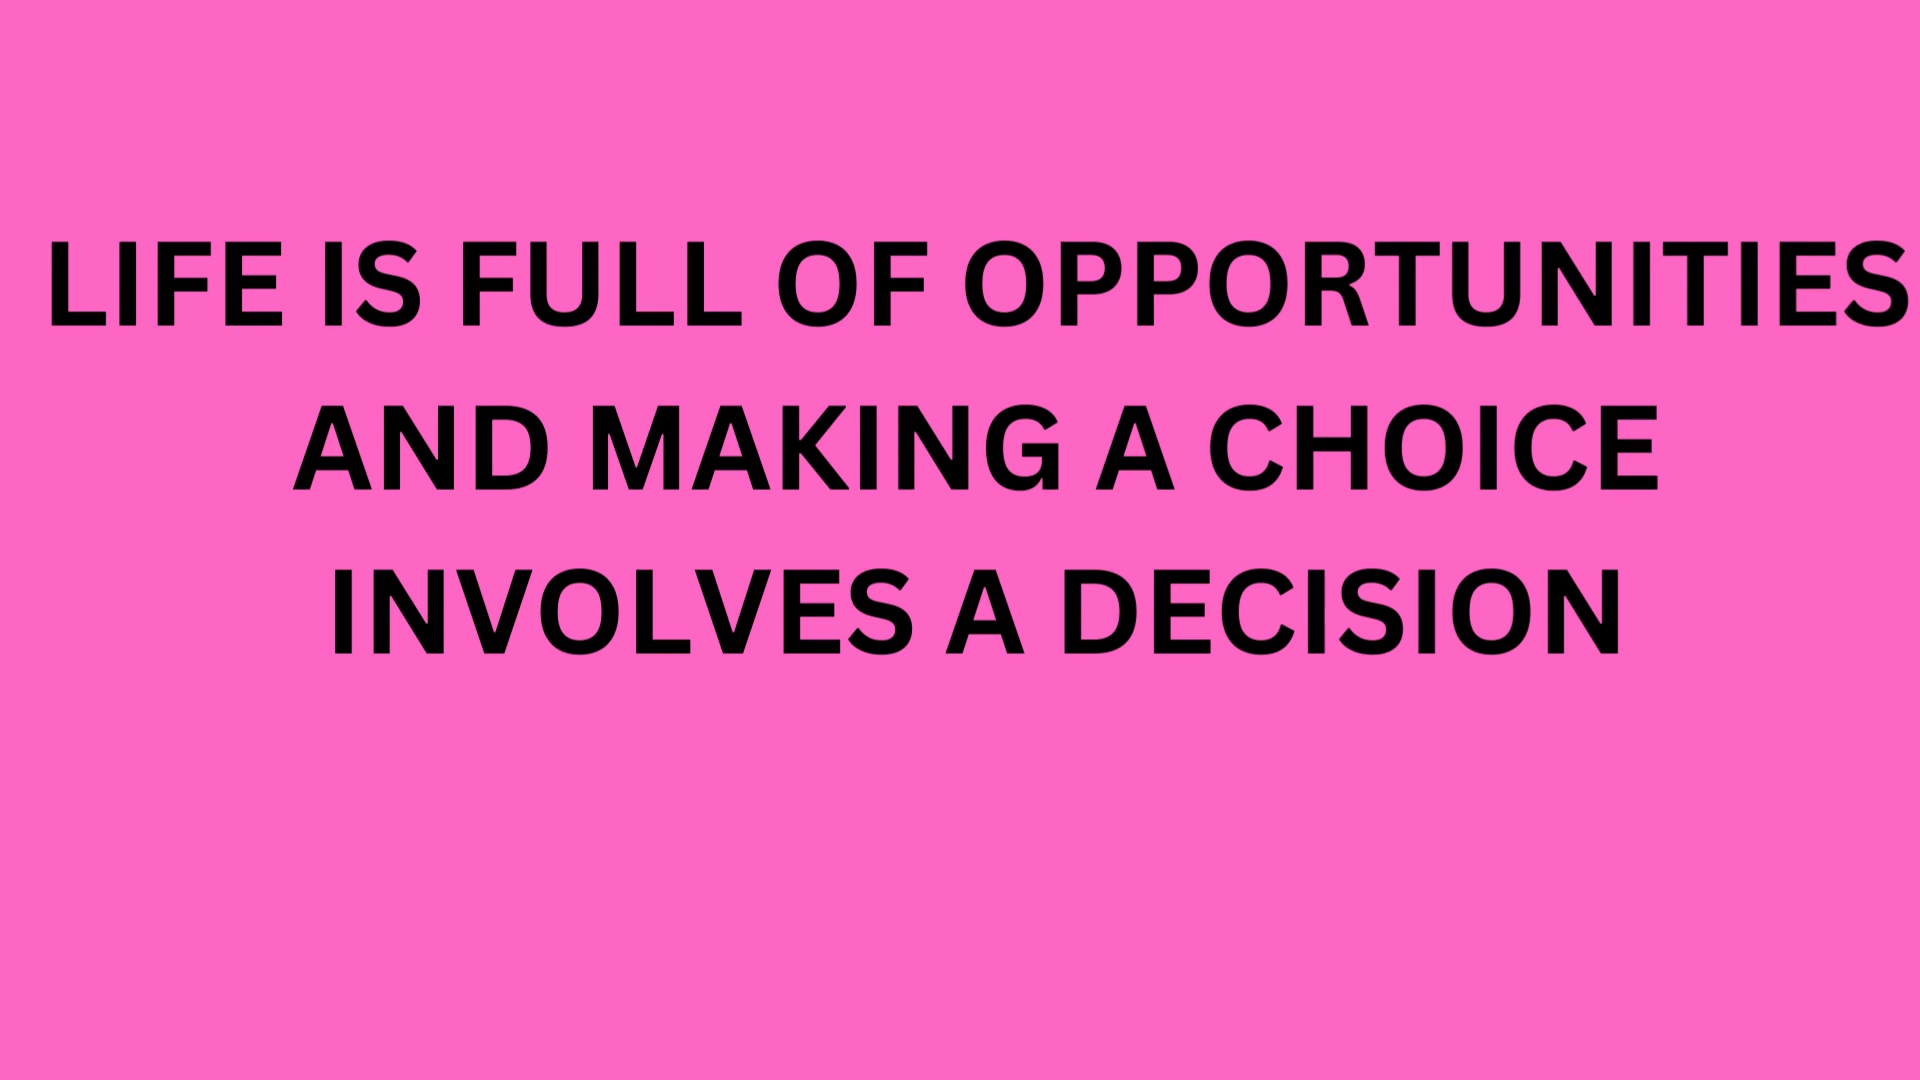 LIFE IS FULL OF OPPORTUNITIES
AND MAKING A CHOICE
INVOLVES A DECISION